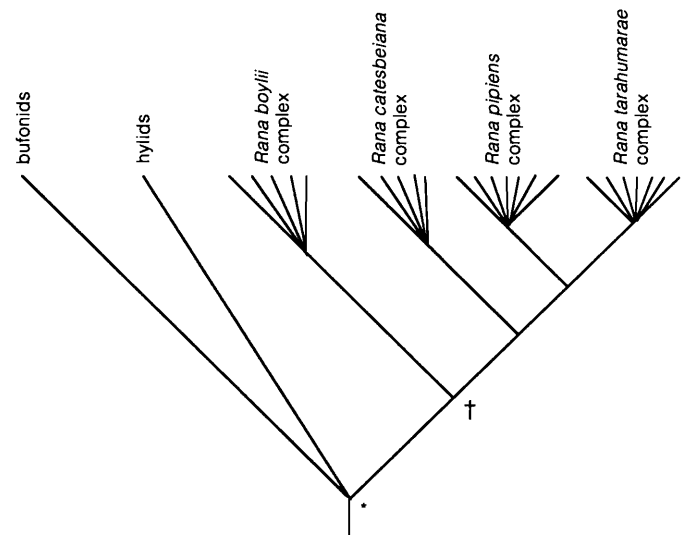 bufonids
hylids
Rana boylii
complex
Rana catesbeiana
complex
Rana pipiens
complex
Rana tarahumarae
complex
†
*